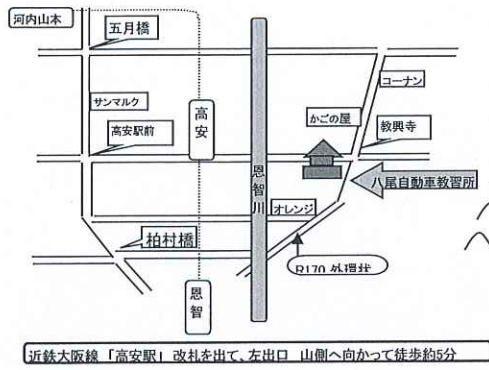 河内山本
五月橋
コーナン
サンマルク
高安
かごの屋
教興寺
高安駅前
恩智川
八尾自動車教習所
オレンジ
柏村橋
R170 外環状
恩智
近鉄大阪線 「高安駅」 改札を出て、左出口 山側へ向かって徒歩約5分